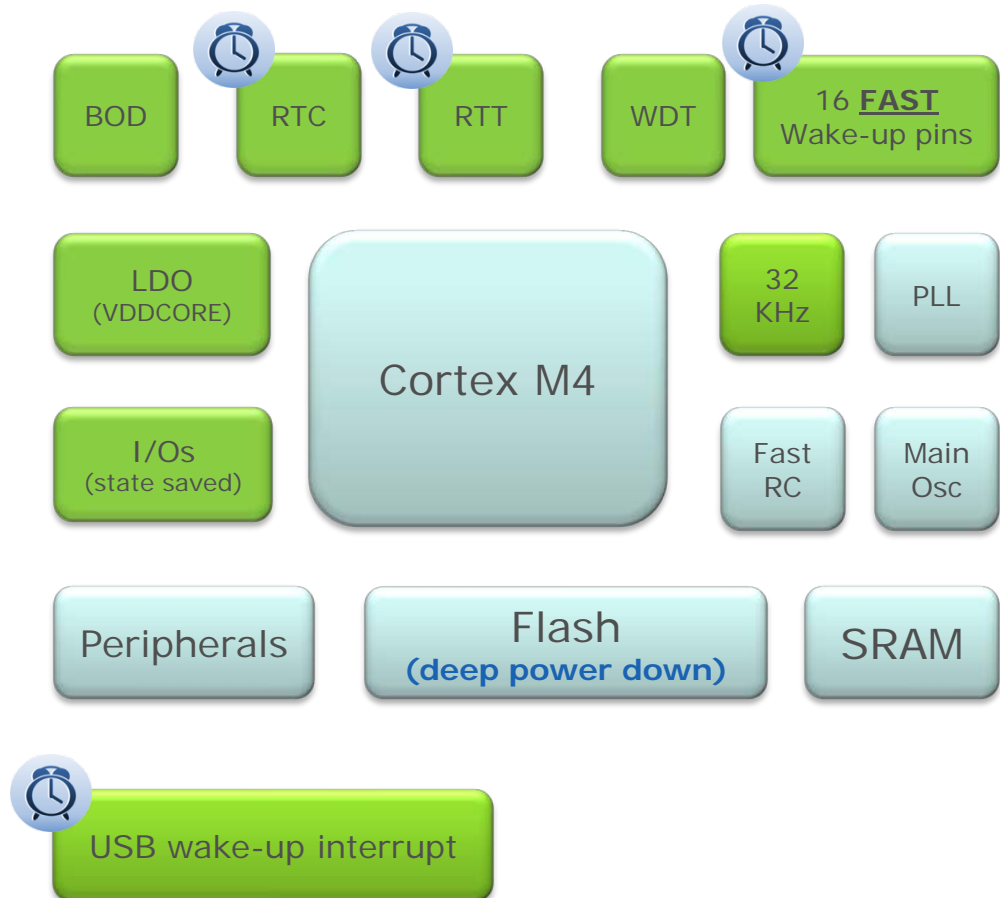 BOD
RTC
RTT
WDT
16 FAST
Wake-up pins
LDO
(VDDCORE)
Cortex M4
32
KHz
PLL
I/Os
(state saved)
Fast
RC
Main
Osc
Peripherals
Flash
(deep power down)
SRAM
USB wake-up interrupt